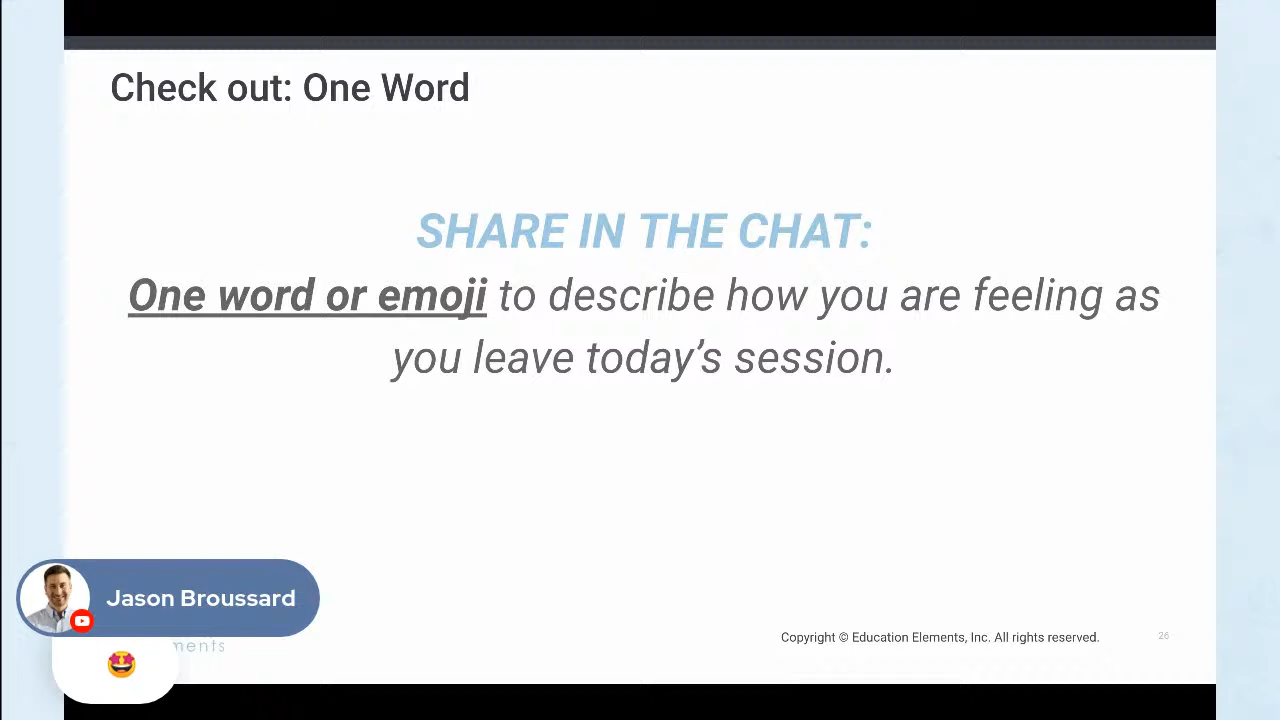 Check out: One Word
SHARE IN THE CHAT:
One word or emoji to describe how you are feeling as
you leave today’s session.
Jason Broussard
ments
Copyright © Education Elements, Inc. All rights reserved.
26
🤩